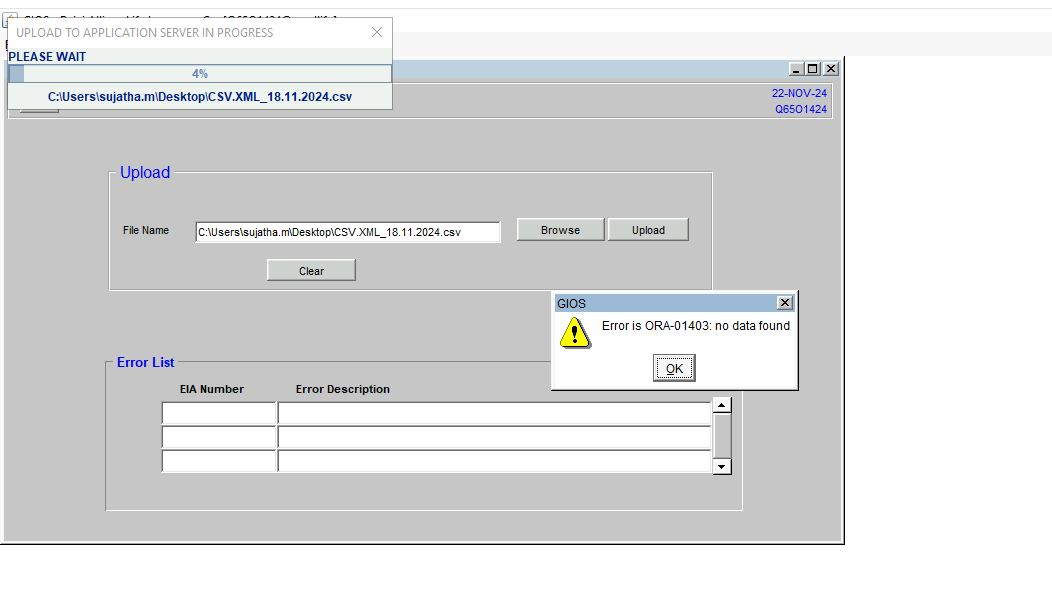 UPLOAD TO APPLICATION SERVER IN PROGRESS
PLEASE WAIT
4%
C:\Users\sujatha.m\Desktop\CSV.XML_18.11.2024.csv
22-NOV-24
Q65O1424
Upload
File Name
C:\Users\sujatha.m\Desktop\CSV.XML_18.11.2024.csv
Browse
Upload
Clear
GIOS
Error is ORA-01403: no data found
OK
Error List
EIA Number Error Description